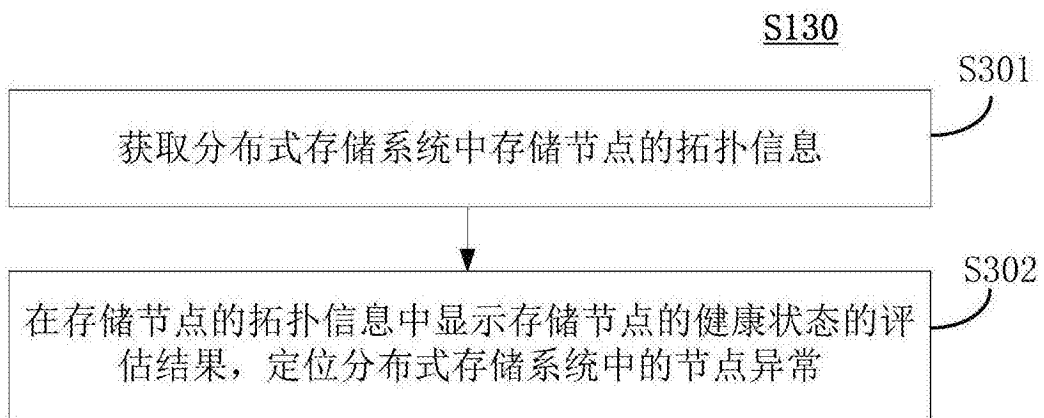 S130
S301
获取分布式存储系统中存储节点的拓扑信息
S302
在存储节点的拓扑信息中显示存储节点的健康状态的评
估结果，定位分布式存储系统中的节点异常